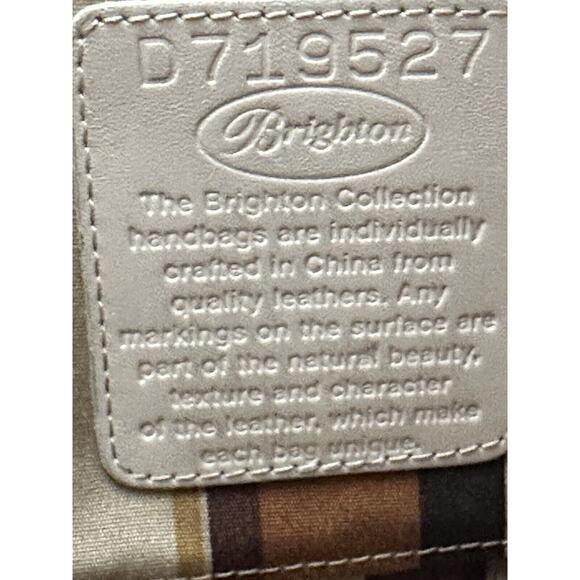 D719527
Brighton
The Brighton Collection
handbags are individually
crafted in China from
quality leathers. Any
markings on the surface are
part of the natural beauty,
texture and character
of the leather, which make
each bag unique.